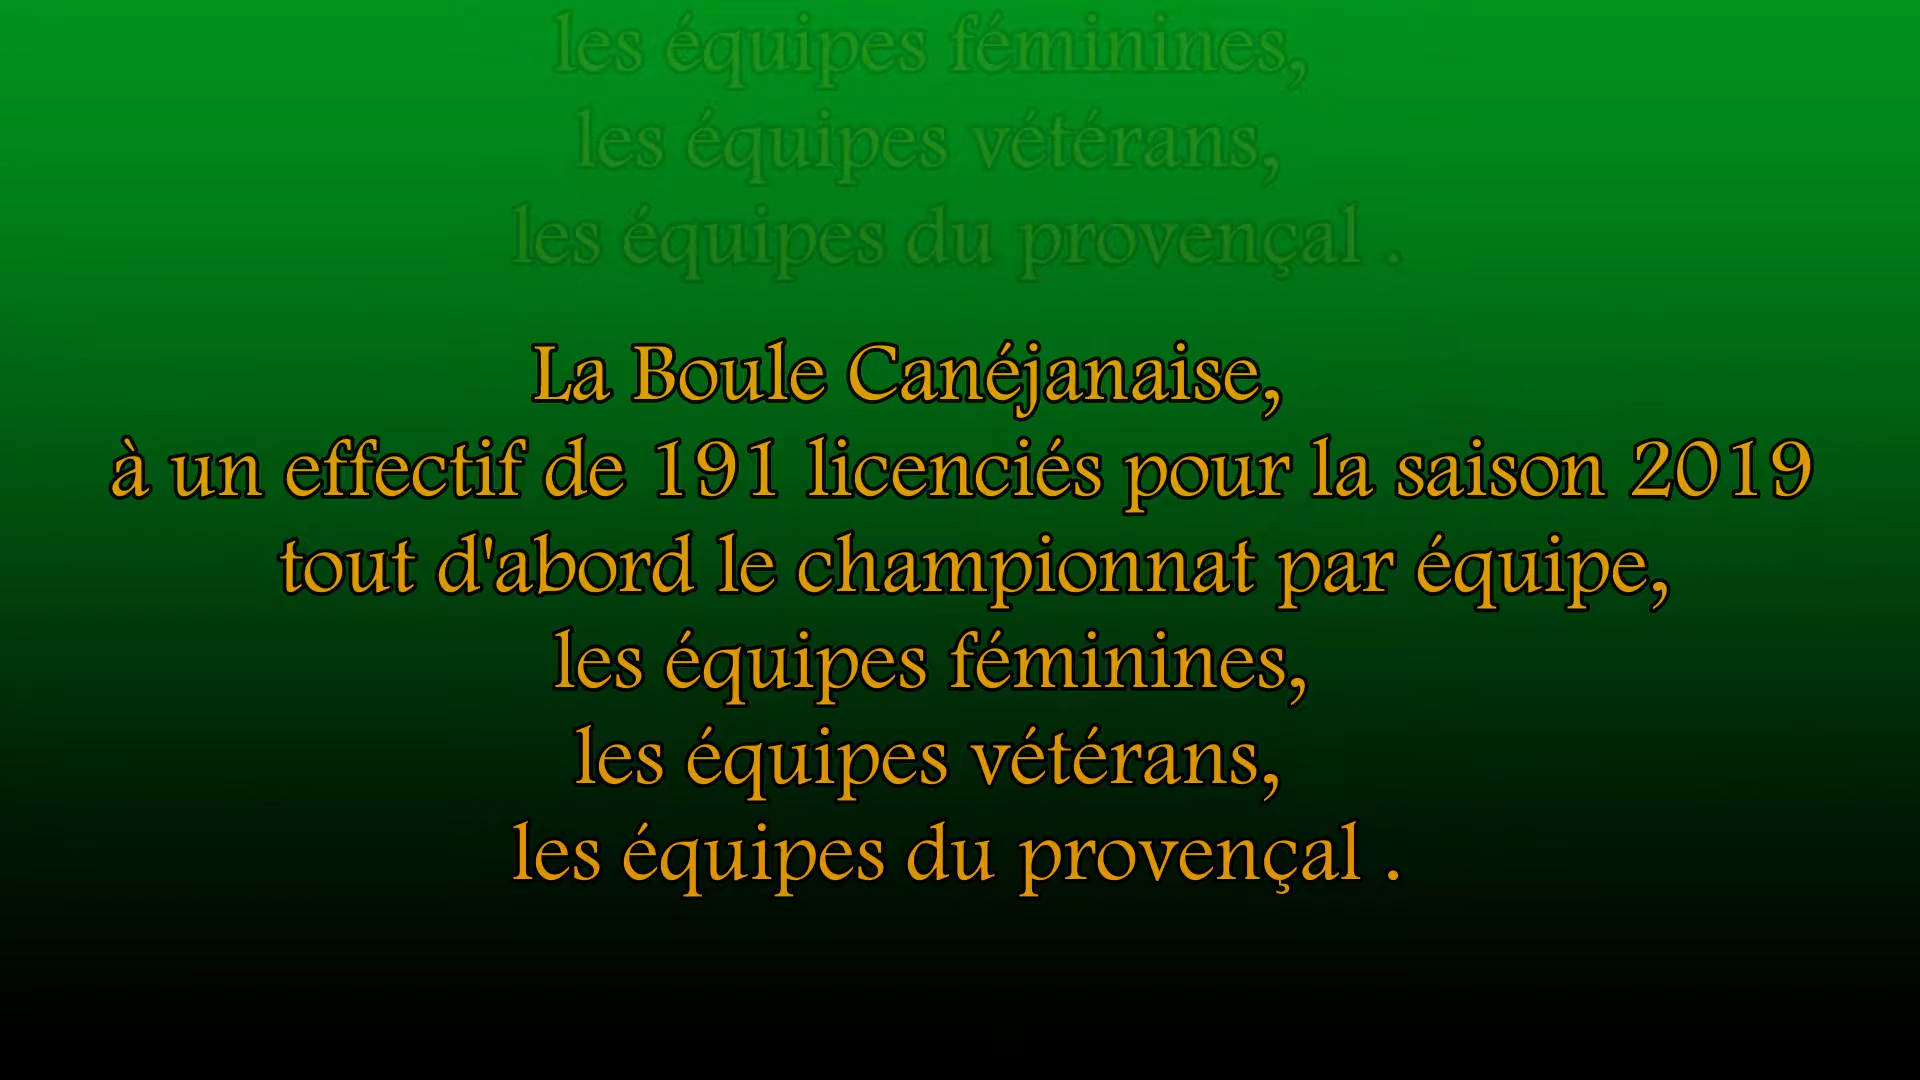 les équipes féminines,
les équipes vétérans,
les équipes du provençal .
La Boule Canéjanaise,
à un effectif de 191 licenciés pour la saison 2019
tout d'abord le championnat par équipe,
les équipes féminines,
les équipes vétérans,
les équipes du provençal .